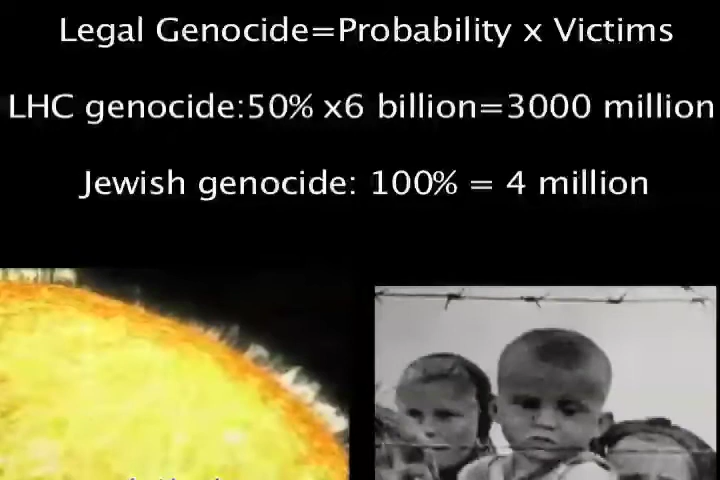 Legal Genocide=Probability x Victims
LHC genocide:50% x6 billion=3000 million
Jewish genocide: 100% = 4 million